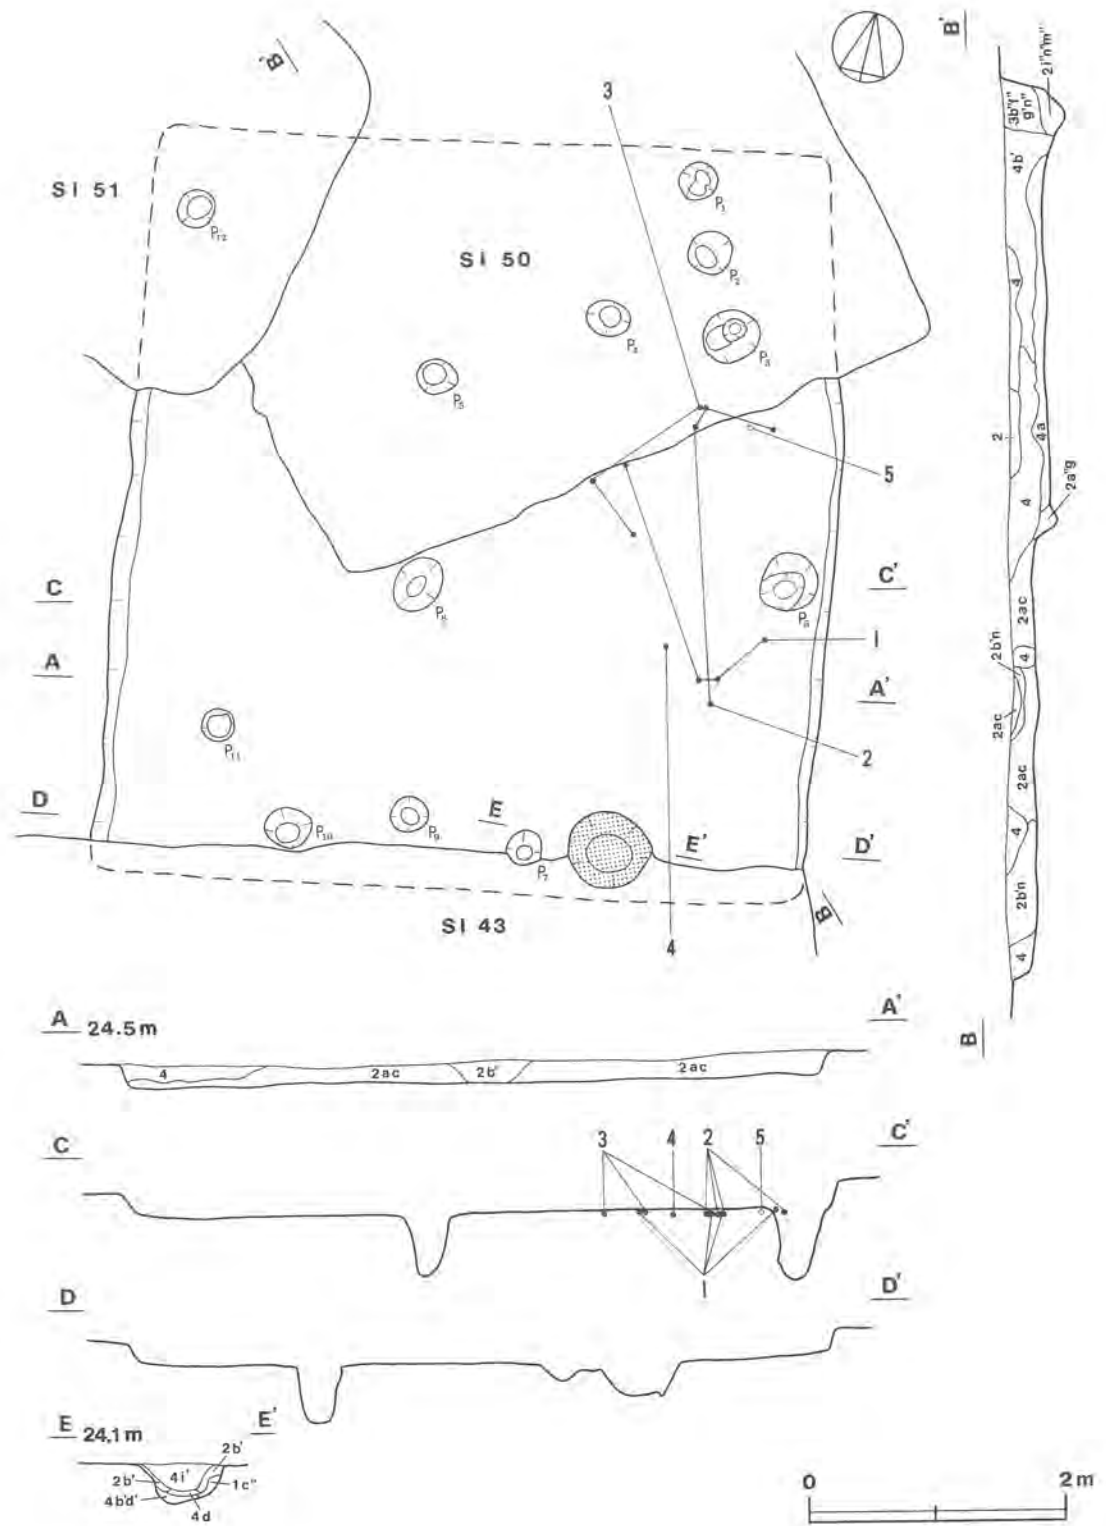 B'
B'
3
2i''n''m''
3b''f''
g'n''
4b'
SI 51
P1
P12
P2
SI 50
4
P3
P5
2
4a
5
2a''g
4
C
C'
2ac
P6
1
2b'n
4
A
A'
2ac
P11
2
2ac
D
E
P10
P9
E'
D'
4
P7
B
2b'n
SI 43
4
4
A 24.5m
A'
B
4
2ac
2b'
2ac
C
3
4
2
5
C'
1
D
D'
E 24.1m
E'
2b'
2b'
4i'
1c''
4b'd'
4d
0
2m